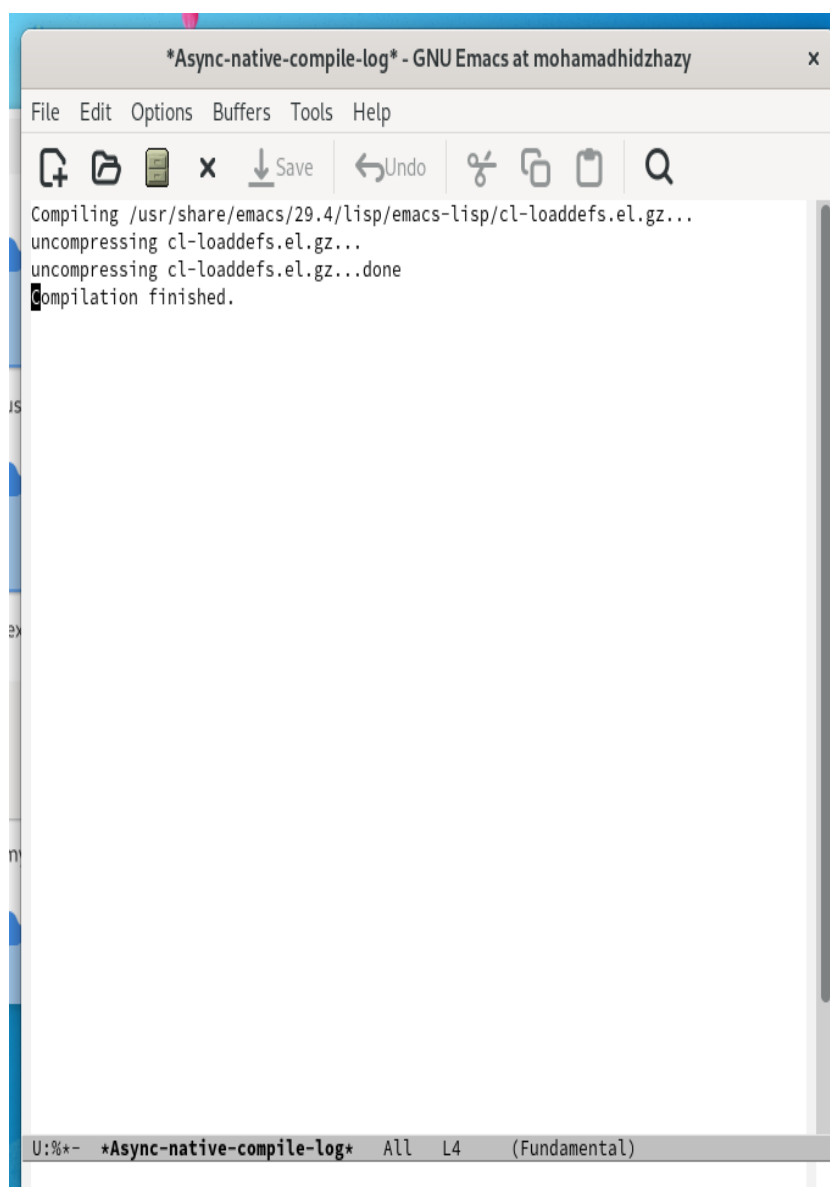 *Async-native-compile-log* - GNU Emacs at mohamadhidzhazy
File Edit Options Buffers Tools Help
Save Undo
Compiling /usr/share/emacs/29.4/lisp/emacs-lisp/cl-loaddefs.el.gz...
uncompressing cl-loaddefs.el.gz...
uncompressing cl-loaddefs.el.gz...done
Compilation finished.
U:%*- *Async-native-compile-log* All L4 (Fundamental)